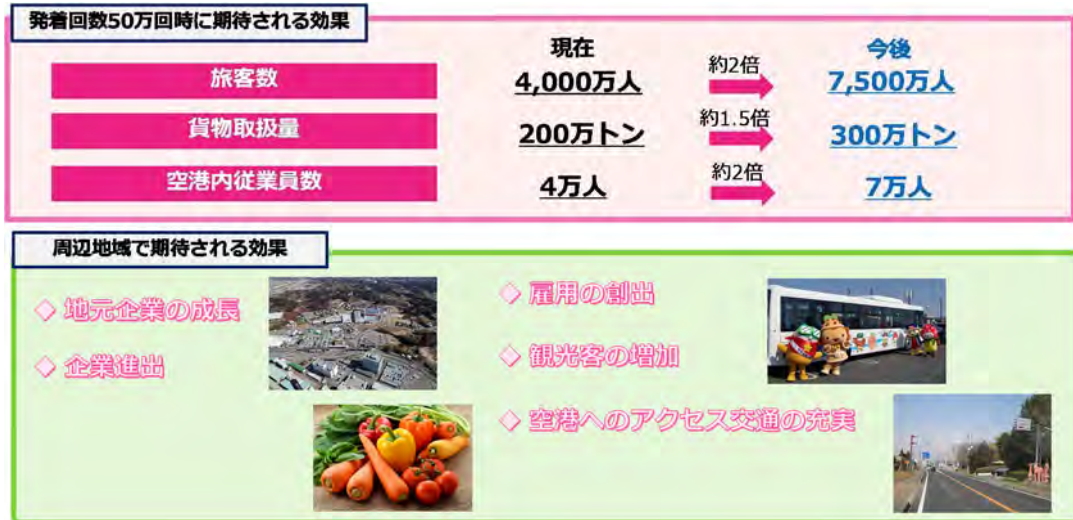 発着回数50万回時に期待される効果
現在
今後
旅客数
4,000万人
約2倍
7,500万人
貨物取扱量
200万トン
約1.5倍
300万トン
空港内従業員数
4万人
約2倍
7万人
周辺地域で期待される効果
◆ 地元企業の成長
◆ 企業進出
◆ 雇用の創出
◆ 観光客の増加
◆ 空港へのアクセス交通の充実